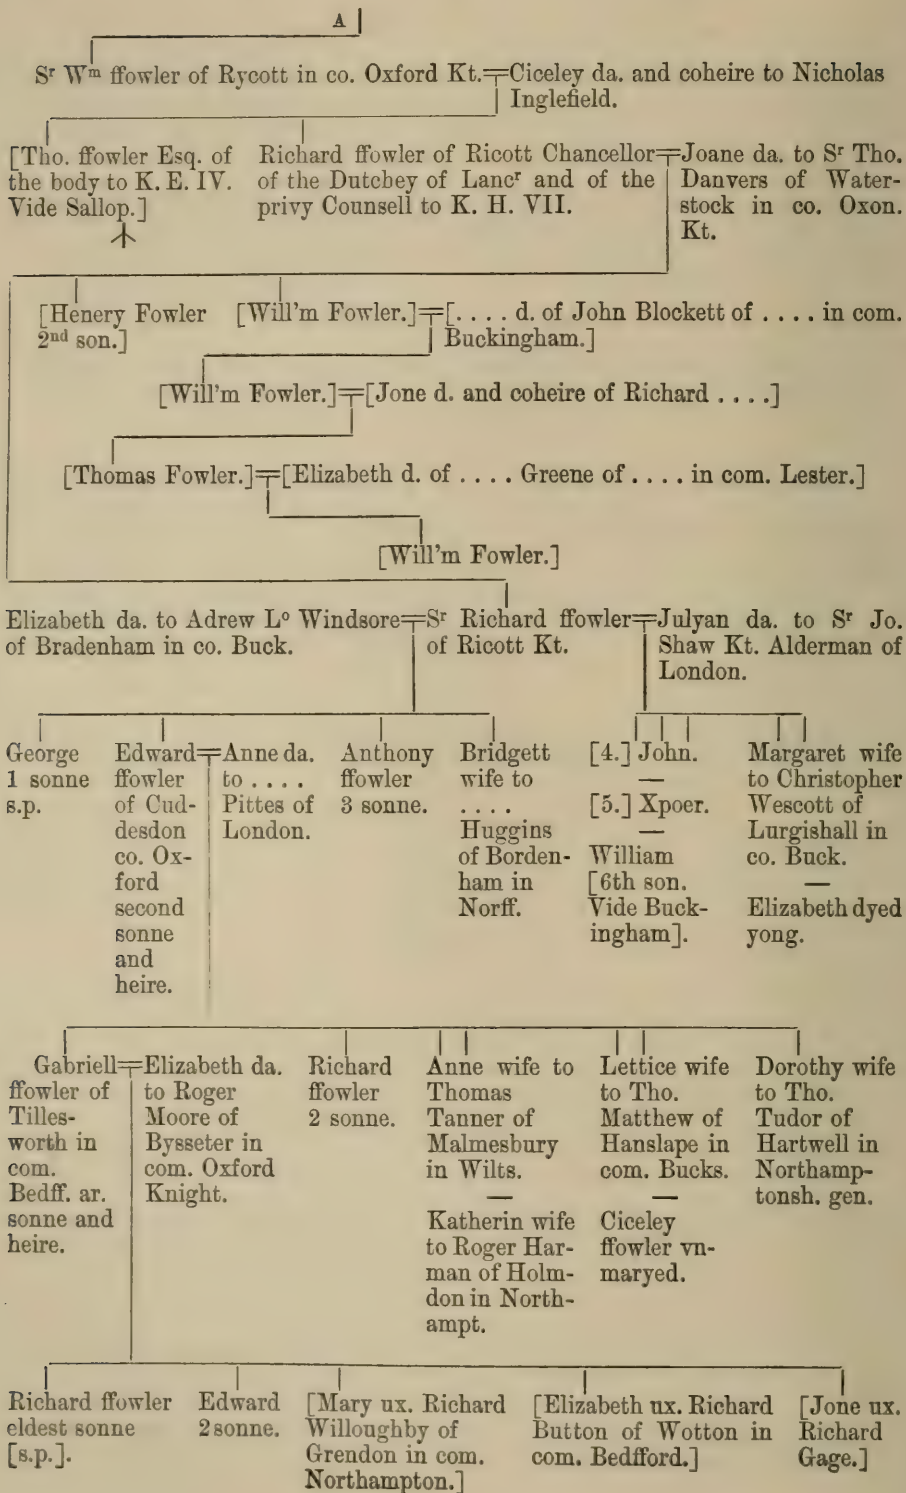 A
Sʳ Wᵐ ffowler of Rycott in co. Oxford Kt.=Ciceley da. and coheire to Nicholas
Inglefield.
[Tho. ffowler Esq. of
the body to K. E. IV.
Vide Sallop.]
Richard ffowler of Ricott Chancellor=Joane da. to Sʳ Tho.
of the Dutchey of Lancʳ and of the
privy Counsell to K. H. VII.
Danvers of Water-
stock in co. Oxon.
Kt.
[Henery Fowler
2ⁿᵈ son.]
[Will'm Fowler.]=[. . . . d. of John Blockett of . . . . in com.
Buckingham.]
[Will'm Fowler.]=[Jone d. and coheire of Richard . . . .]
[Thomas Fowler.]=[Elizabeth d. of . . . . Greene of . . . . in com. Lester.]
[Will'm Fowler.]
Elizabeth da. to Adrew Lᵒ Windsore=Sʳ Richard ffowler=Julyan da. to Sʳ Jo.
of Bradenham in co. Buck.
of Ricott Kt.
Shaw Kt. Alderman of
London.
George
1 sonne
s.p.
Edward=Anne da.
ffowler
of Cud-
desdon
co. Ox-
ford
second
sonne
and
heire.
to . . . .
Pittes of
London.
Anthony
ffowler
3 sonne.
Bridgett
wife to
. . . .
Huggins
of Borden-
ham in
Norff.
[4.] John.
—
[5.] Xpoer.
—
William
[6th son.
Vide Buck-
ingham].
Margaret wife
to Christopher
Wescott of
Lurgishall in
co. Buck.
—
Elizabeth dyed
yong.
Gabriell=Elizabeth da.
ffowler of
Tilles-
worth in
com.
Bedff. ar.
sonne and
heire.
to Roger
Moore of
Bysseter in
com. Oxford
Knight.
Richard
ffowler
2 sonne.
Anne wife to
Thomas
Tanner of
Malmesbury
in Wilts.
—
Katherin wife
to Roger Har-
man of Holm-
don in North-
ampt.
Lettice wife
to Tho.
Matthew of
Hanslape in
com. Bucks.
—
Ciceley
ffowler vn-
maryed.
Dorothy wife
to Tho.
Tudor of
Hartwell in
Northamp-
tonsh. gen.
Richard ffowler
eldest sonne
[s.p.].
Edward
2 sonne.
[Mary ux. Richard
Willoughby of
Grendon in com.
Northampton.]
[Elizabeth ux. Richard
Button of Wotton in
com. Bedfford.]
[Jone ux.
Richard
Gage.]